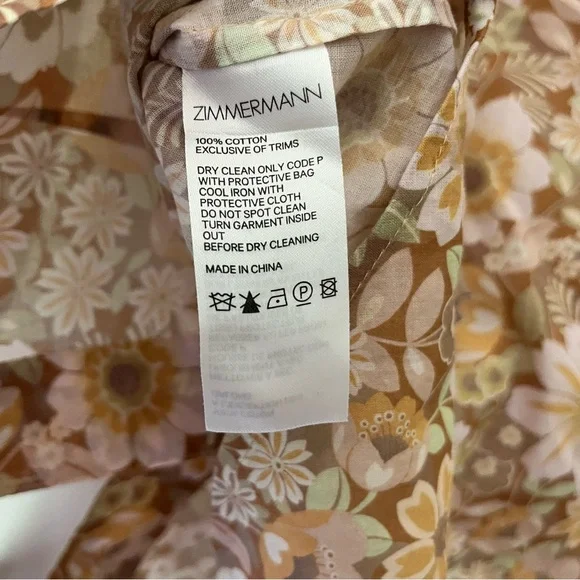 ZIMMERMANN
100% COTTON
EXCLUSIVE OF TRIMS
DRY CLEAN ONLY CODE P
WITH PROTECTIVE BAG
COOL IRON WITH
PROTECTIVE CLOTH
DO NOT SPOT CLEAN
TURN GARMENT INSIDE
OUT
BEFORE DRY CLEANING
MADE IN CHINA
P